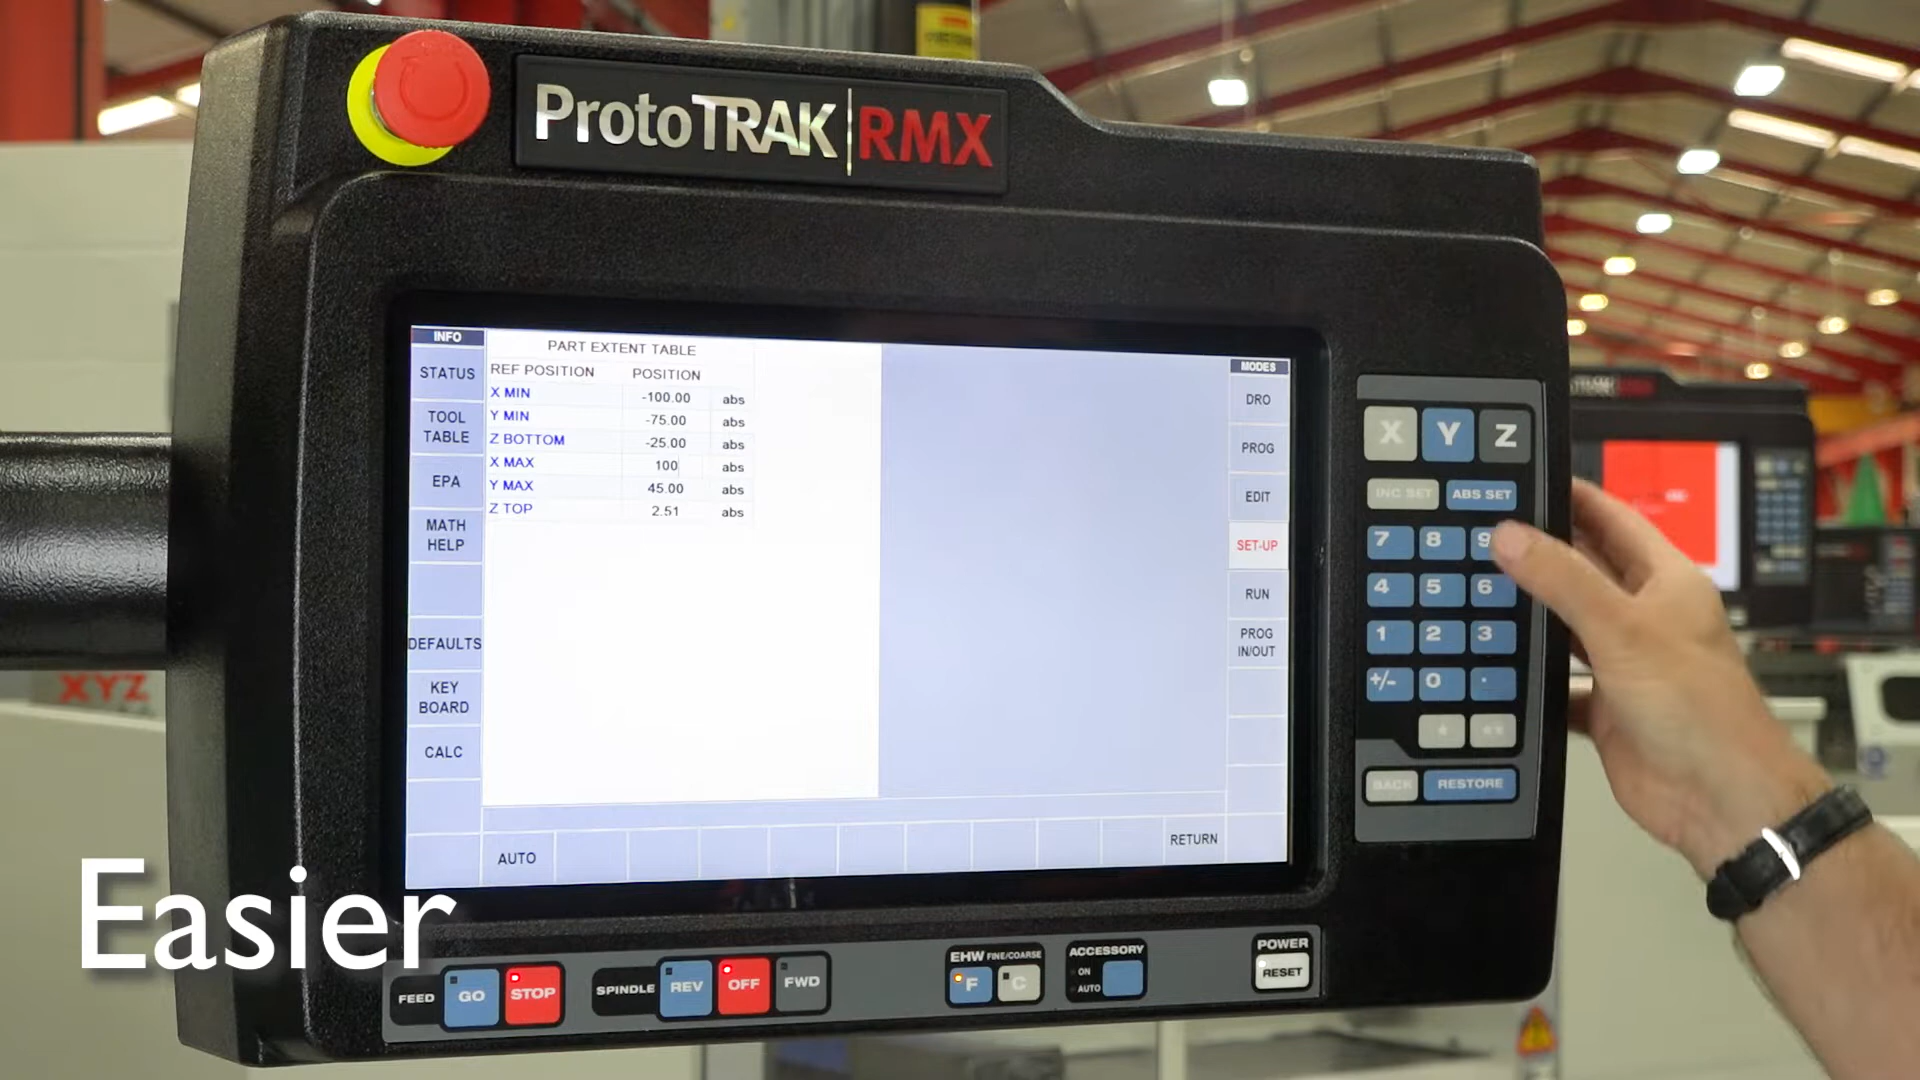 ProtoTRAK RMX
INFO
STATUS
TOOL
TABLE
EPA
MATH
HELP
DEFAULTS
KEY
BOARD
CALC
PART EXTENT TABLE
REF POSITION POSITION
X MIN -100.00 abs
Y MIN -75.00 abs
Z BOTTOM -25.00 abs
X MAX 100 abs
Y MAX 45.00 abs
Z TOP 2.51 abs
AUTO
RETURN
MODES
DRO
PROG
EDIT
SET-UP
RUN
PROG
IN/OUT
X Y Z
INC SET ABS SET
7 8 9
4 5 6
1 2 3
+/- 0 .
BACK RESTORE
XYZ
Easier
FEED GO STOP
SPINDLE REV OFF FWD
EHW FINE/COARSE
F C
ACCESSORY
ON
AUTO
POWER
RESET